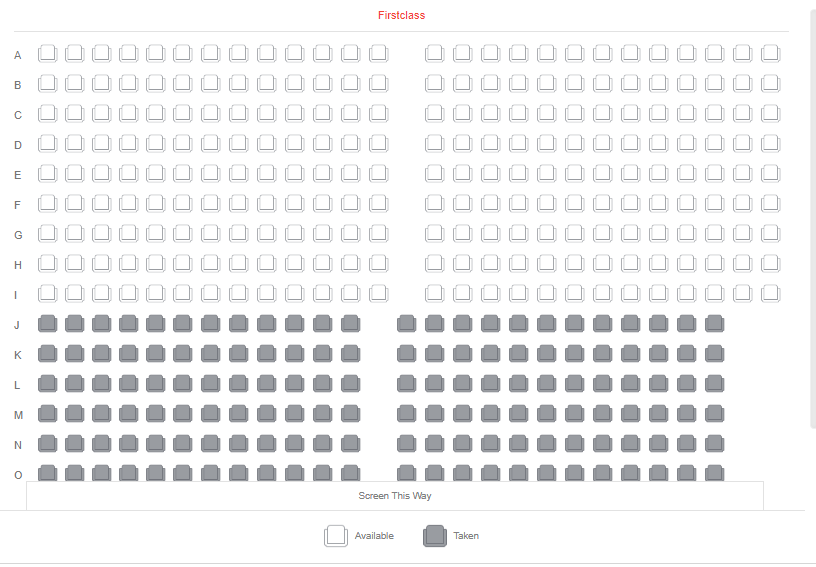 Firstclass
A
B
C
D
E
F
G
H
I
J
K
L
M
N
O
Screen This Way
Available Taken